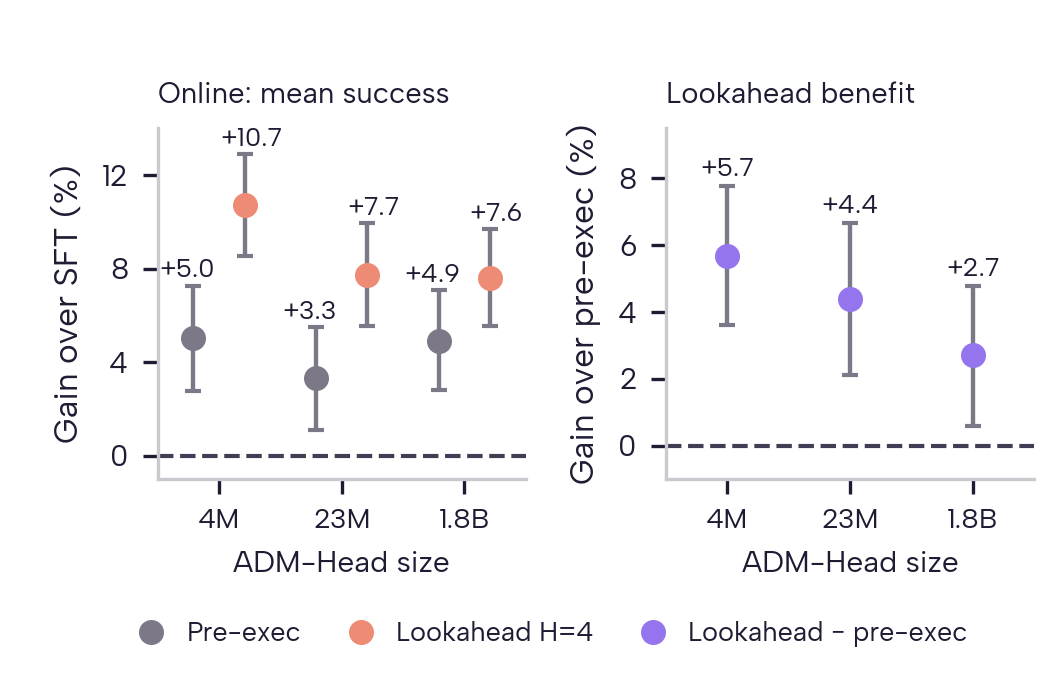 Online: mean success
Gain over SFT (%)
12
8
4
0
+5.0
+10.7
+3.3
+7.7
+4.9
+7.6
4M
23M
1.8B
ADM-Head size
Lookahead benefit
Gain over pre-exec (%)
8
6
4
2
0
+5.7
+4.4
+2.7
4M
23M
1.8B
ADM-Head size
Pre-exec
Lookahead H=4
Lookahead - pre-exec